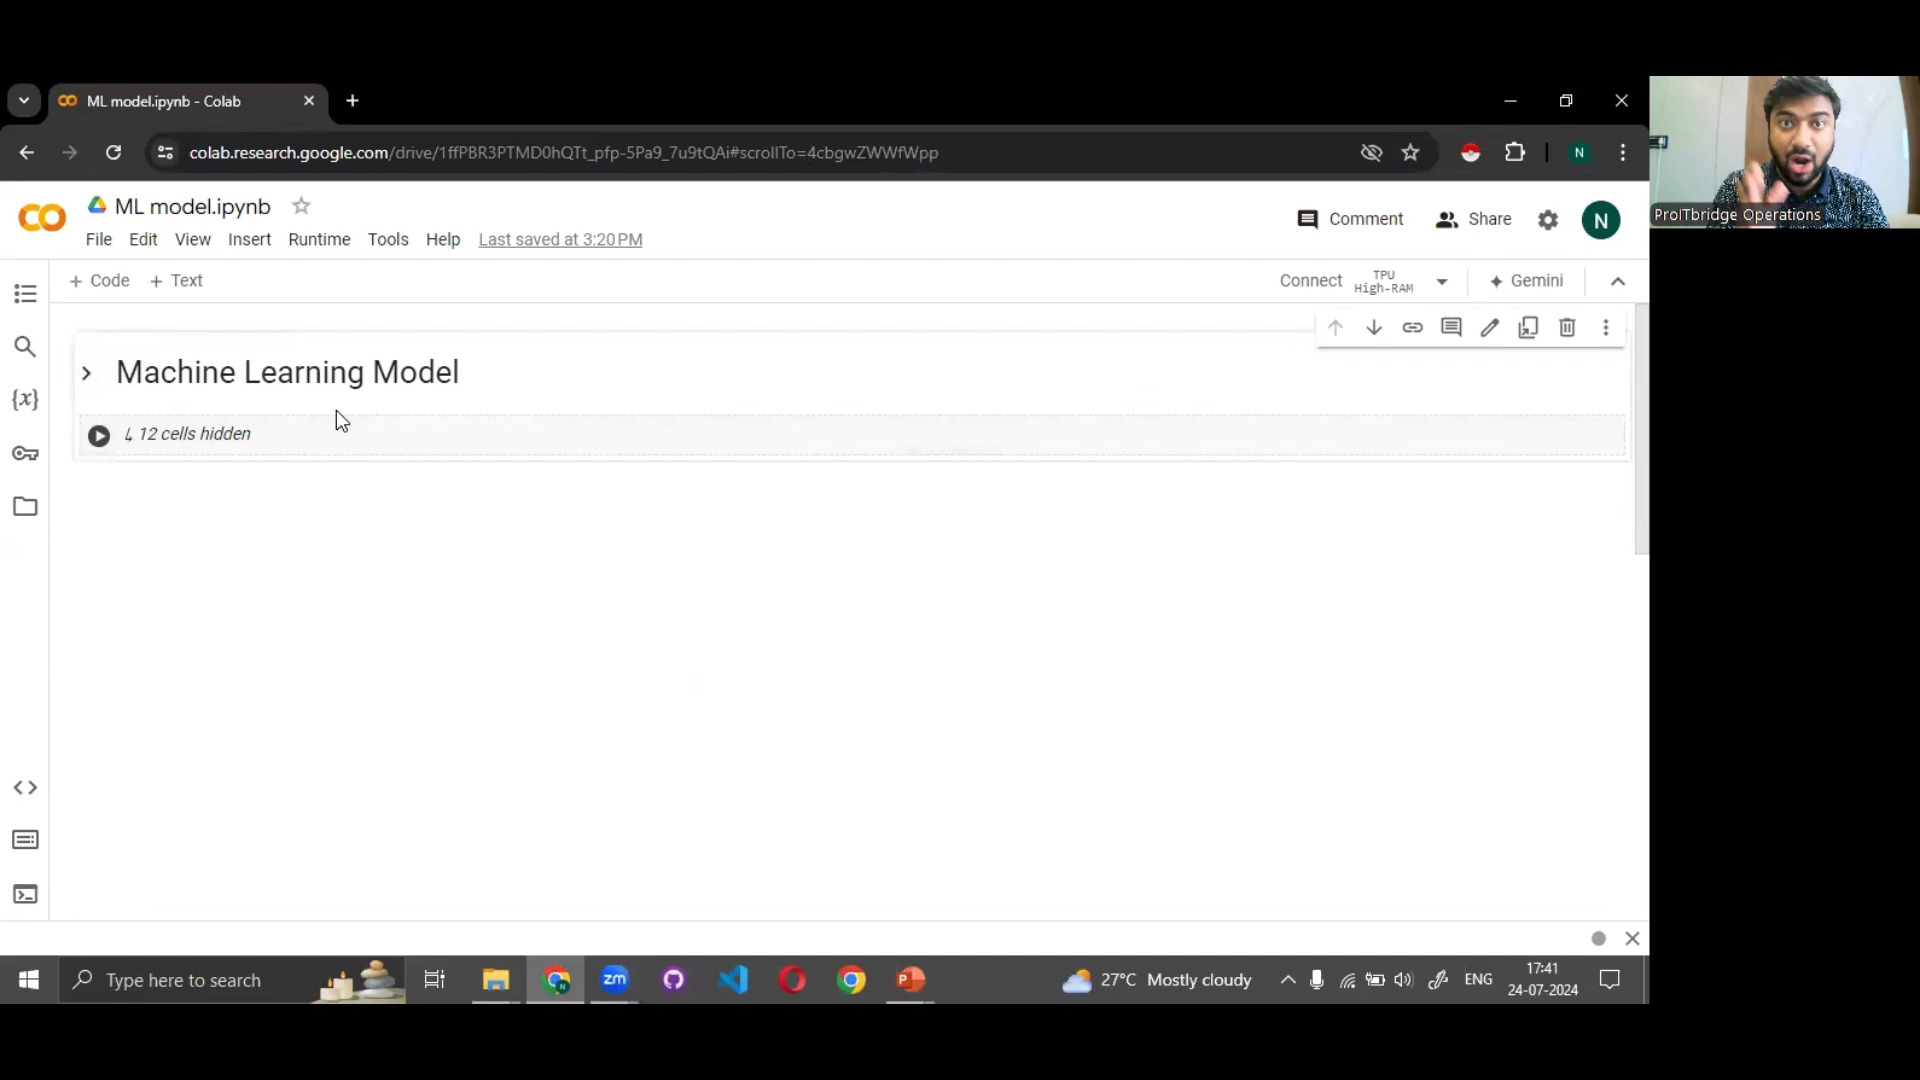 ML model.ipynb - Colab
colab.research.google.com/drive/1ffPBR3PTMD0hQTt_pfp-5Pa9_7u9tQAi#scrollTo=4cbgwZWWfWpp
N
ProITbridge Operations
ML model.ipynb
Comment
Share
N
File Edit View Insert Runtime Tools Help Last saved at 3:20 PM
+ Code + Text
Connect TPU High-RAM
Gemini
Machine Learning Model
12 cells hidden
{x}
Type here to search
zm
27°C Mostly cloudy
ENG
17:41
24-07-2024